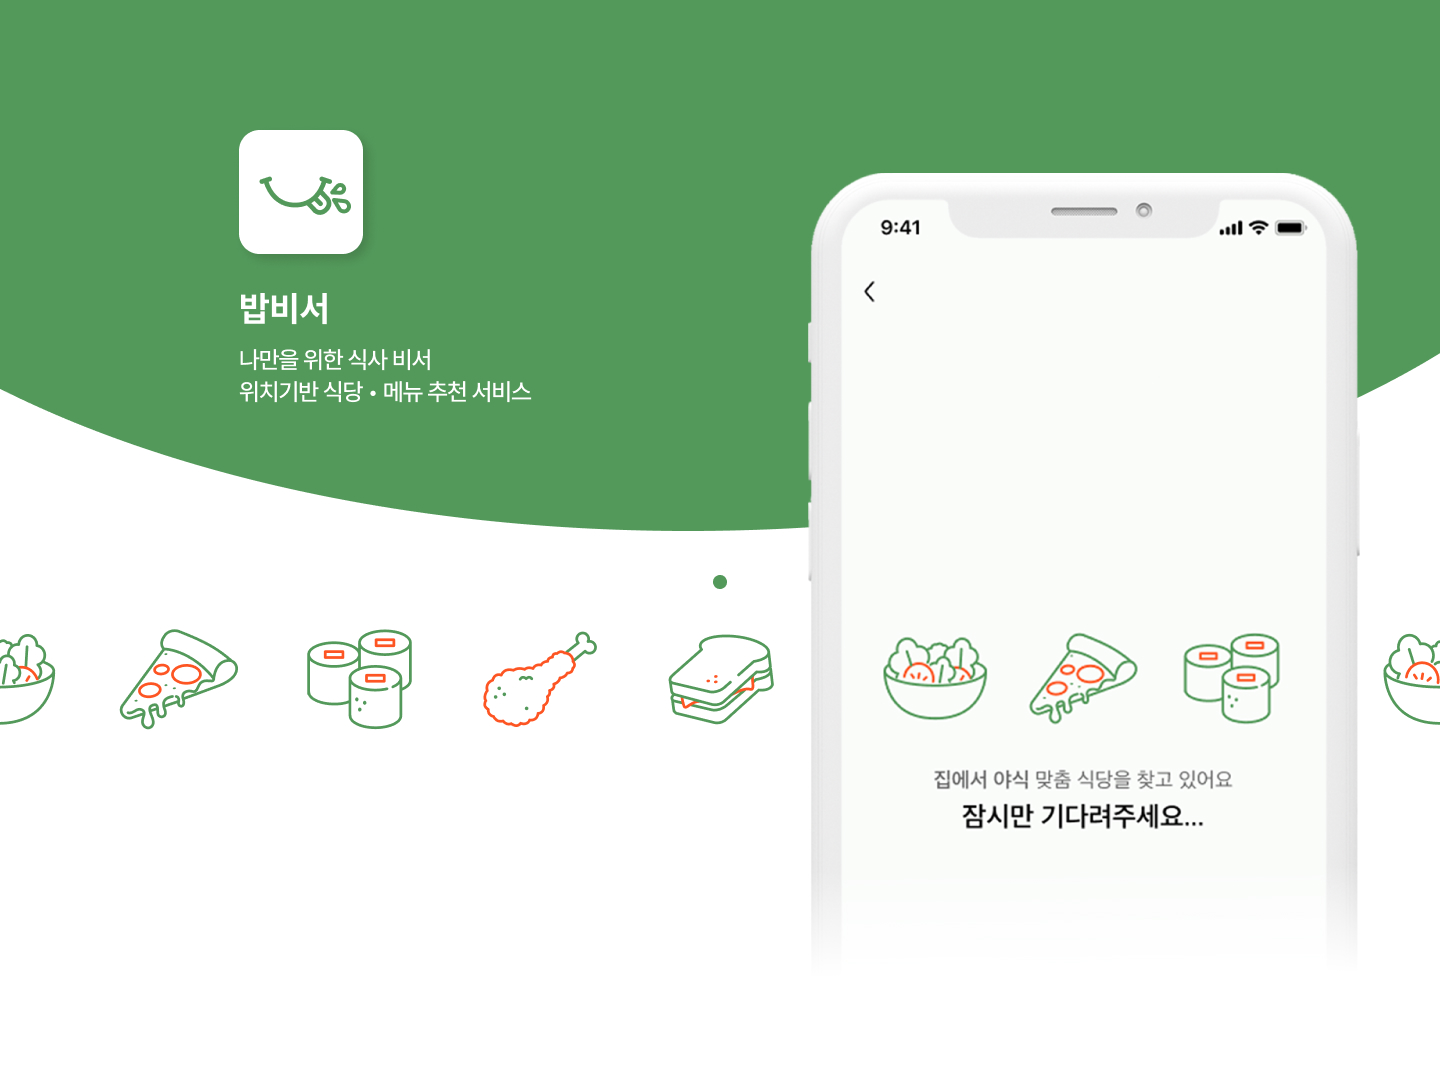 밥비서
나만을 위한 식사 비서
위치기반 식당 • 메뉴 추천 서비스
9:41
집에서 야식 맞춤 식당을 찾고 있어요
잠시만 기다려주세요...